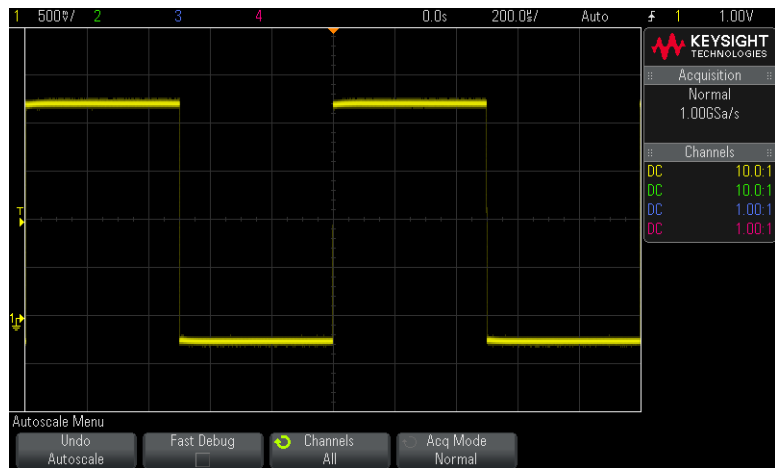 1 500V/ 2 3 4 0.0s 200.0µ/ Auto 1 1.00V
KEYSIGHT
TECHNOLOGIES
Acquisition
Normal
1.00GSa/s
Channels
DC 10.0:1
DC 10.0:1
DC 1.00:1
DC 1.00:1
T
1
Autoscale Menu
Undo
Autoscale
Fast Debug
Channels
All
Acq Mode
Normal